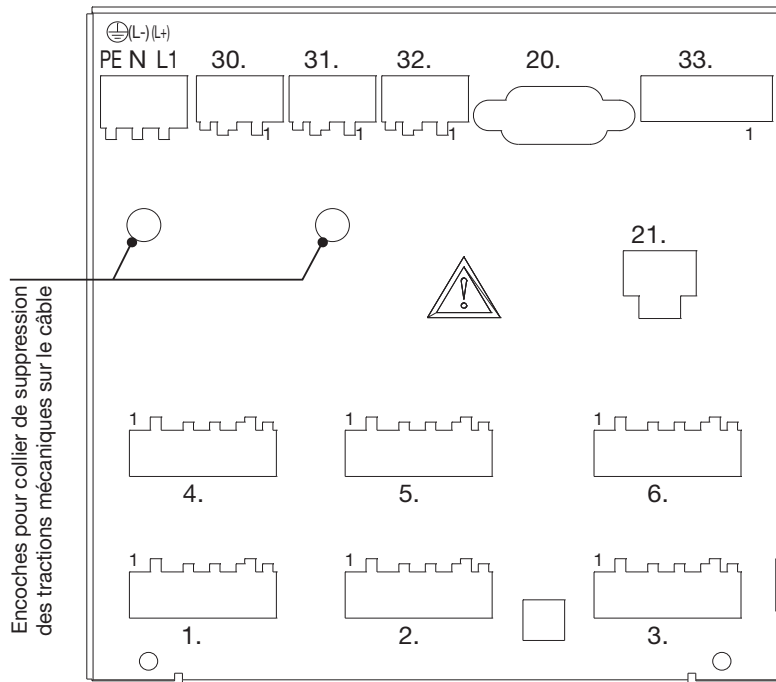 (L-) (L+)
PE N L1 30. 31. 32. 20. 33.
1 1 1 1
21.
Encoches pour collier de suppression
des tractions mécaniques sur le câble
!
1 1 1
4. 5. 6.
1 1 1
1. 2. 3.